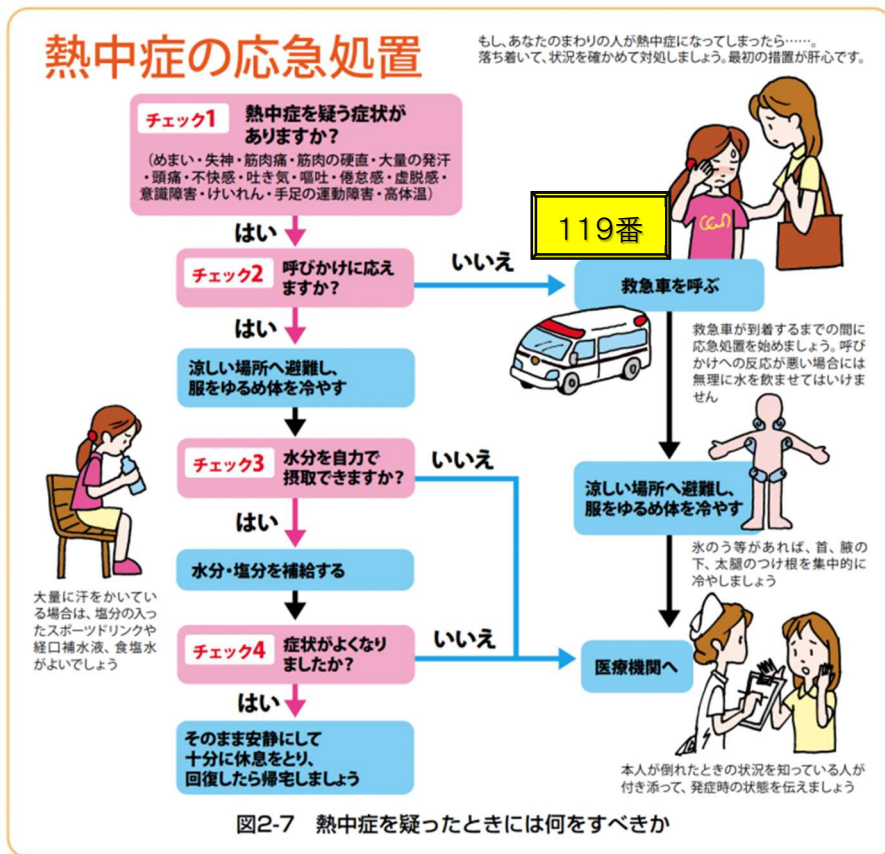 熱中症の応急処置
もし、あなたのまわりの人が熱中症になってしまったら……。
落ち着いて、状況を確かめて対処しましょう。最初の措置が肝心です。
チェック1
熱中症を疑う症状が
ありますか？
（めまい・失神・筋肉痛・筋肉の硬直・大量の発汗
・頭痛・不快感・吐き気・嘔吐・倦怠感・虚脱感・
意識障害・けいれん・手足の運動障害・高体温）
はい
119番
チェック2
呼びかけに応え
ますか？
いいえ
救急車を呼ぶ
はい
救急車が到着するまでの間に
応急処置を始めましょう。呼び
かけへの反応が悪い場合には
無理に水を飲ませてはいけま
せん
涼しい場所へ避難し、
服をゆるめ体を冷やす
チェック3
水分を自力で
摂取できますか？
いいえ
涼しい場所へ避難し、
服をゆるめ体を冷やす
はい
氷のう等があれば、首、腋の
下、太腿のつけ根を集中的に
冷やしましょう
水分・塩分を補給する
大量に汗をかいてい
る場合は、塩分の入っ
たスポーツドリンクや
経口補水液、食塩水
がよいでしょう
チェック4
症状がよくなり
ましたか？
いいえ
医療機関へ
はい
そのまま安静にして
十分に休息をとり、
回復したら帰宅しましょう
本人が倒れたときの状況を知っている人が
付き添って、発症時の状態を伝えましょう
図2-7 熱中症を疑ったときには何をすべきか